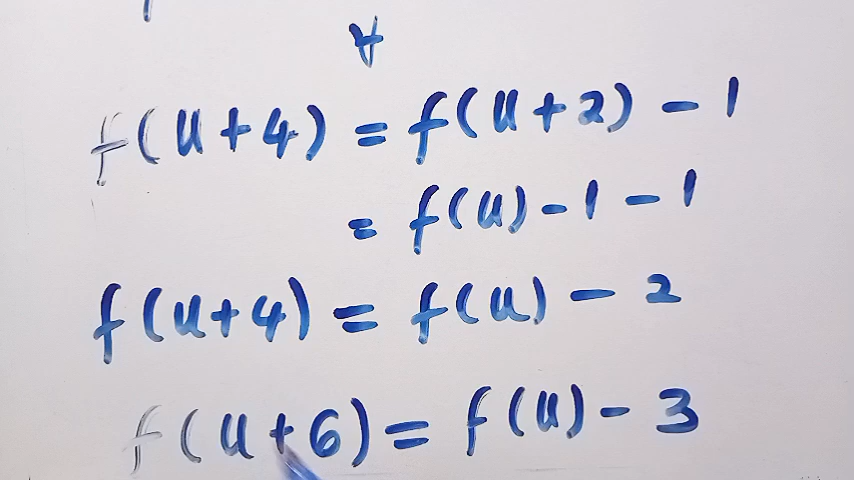 ∀
f(u+4) = f(u+2) - 1
= f(u) - 1 - 1
f(u+4) = f(u) - 2
f(u+6) = f(u) - 3